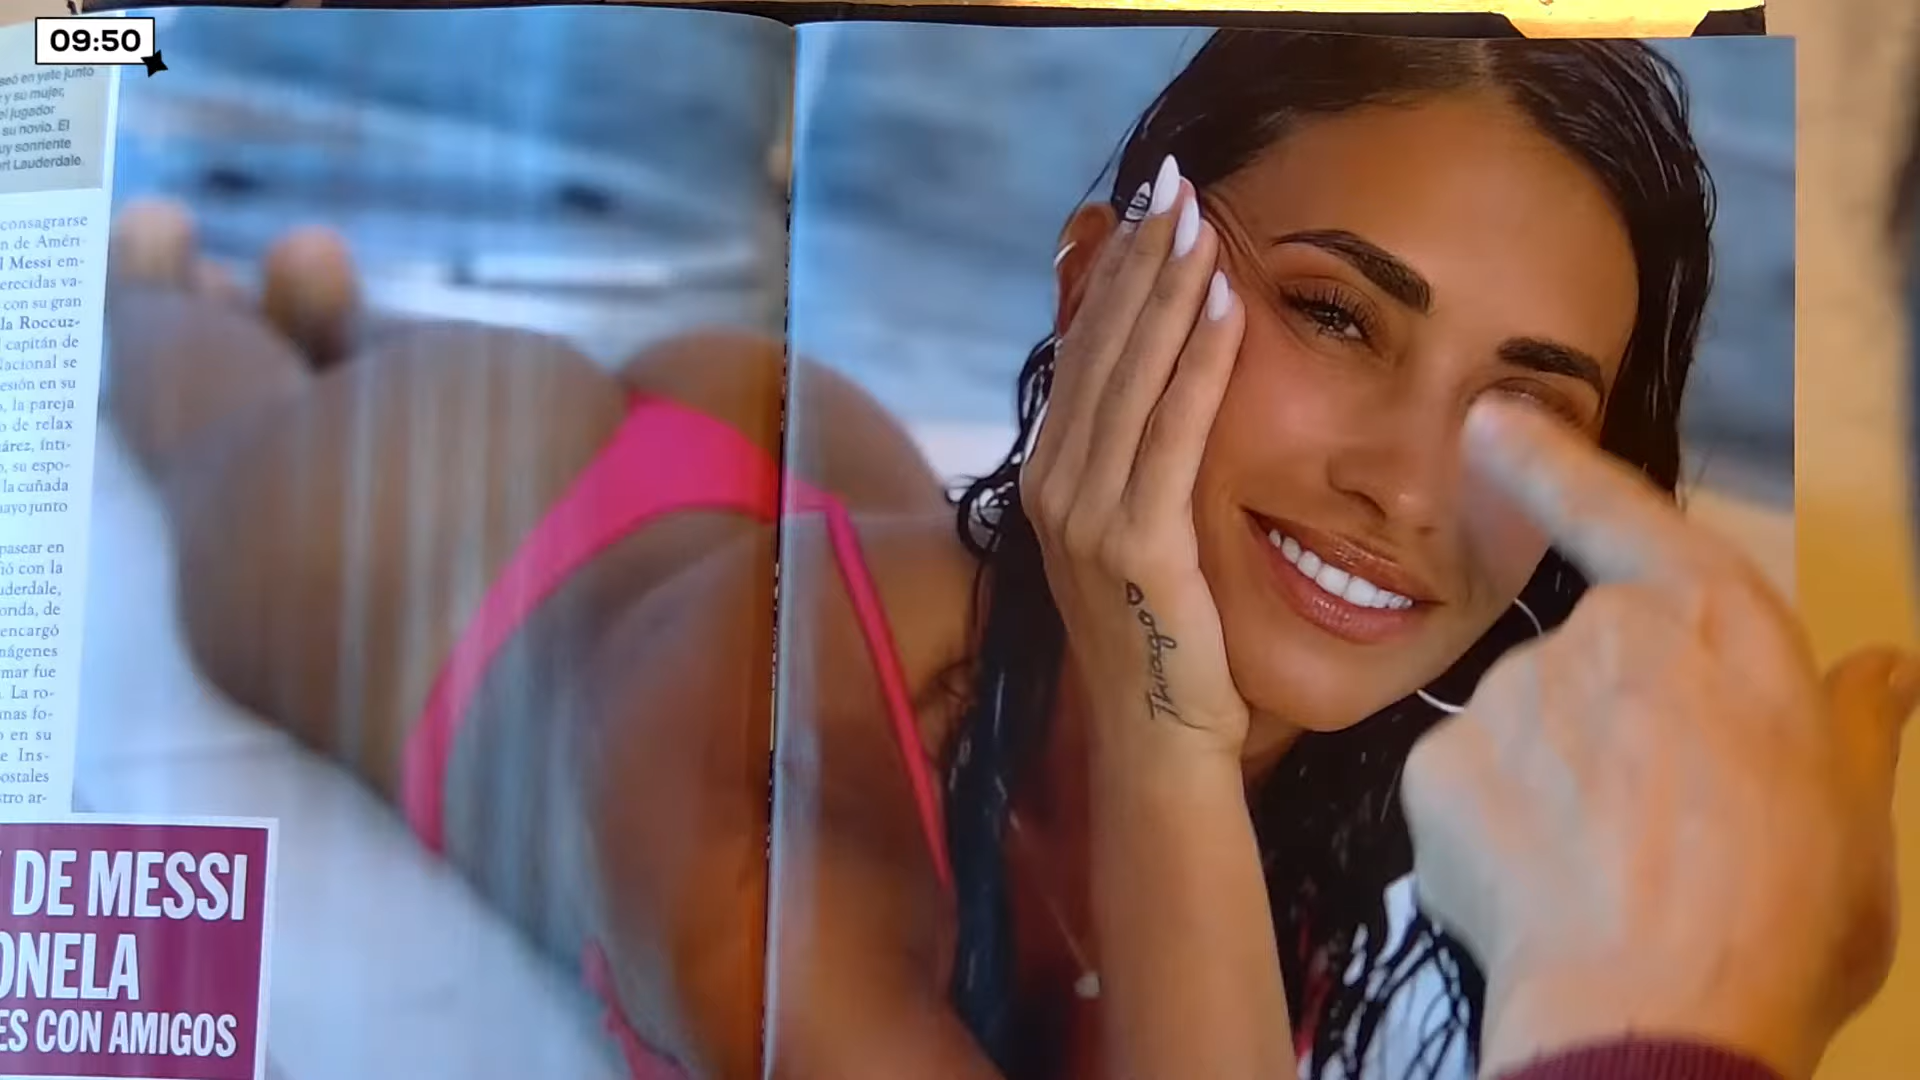 09:50
seó en yate junto
r y su mujer,
el jugador
su novio. El
uy sonriente
rt Lauderdale.
consagrarse
n de Améri-
l Messi em-
erecidas va-
con su gran
la Roccuz-
capitán de
Nacional se
esión en su
o, la pareja
o de relax
árez, ínti-
o, su espo-
la cuñada
ayo junto
pasear en
ió con la
uderdale,
onda, de
encargó
mágenes
mar fue
. La ro-
nas fo-
o en su
e Ins-
ostales
stro ar-
DE MESSI
ONELA
ES CON AMIGOS
Thiago